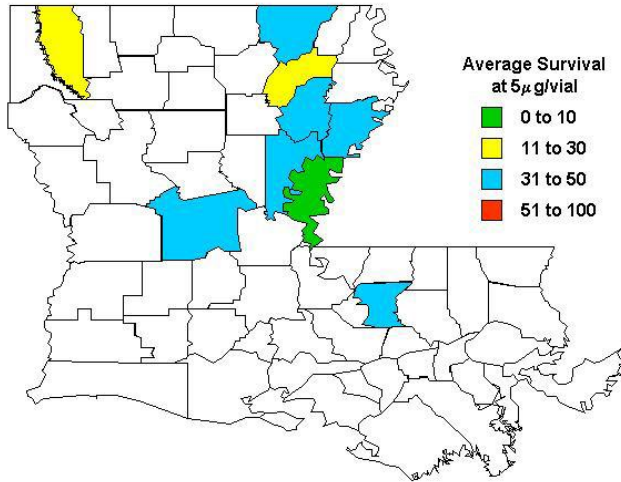 Average Survival
at 5µg/vial
0 to 10
11 to 30
31 to 50
51 to 100